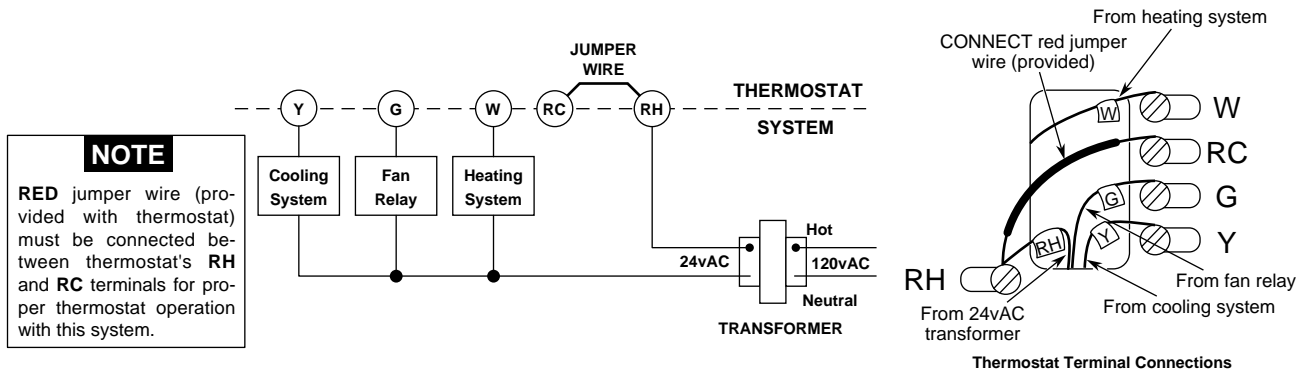 NOTE
RED jumper wire (pro-
vided with thermostat)
must be connected be-
tween thermostat's RH
and RC terminals for pro-
per thermostat operation
with this system.
JUMPER
WIRE
THERMOSTAT
SYSTEM
Y
G
W
RC
RH
Cooling
System
Fan
Relay
Heating
System
24vAC
Hot
120vAC
Neutral
TRANSFORMER
From heating system
CONNECT red jumper
wire (provided)
W
W
RC
G
G
Y
Y
RH
RH
From fan relay
From cooling system
From 24vAC
transformer
Thermostat Terminal Connections